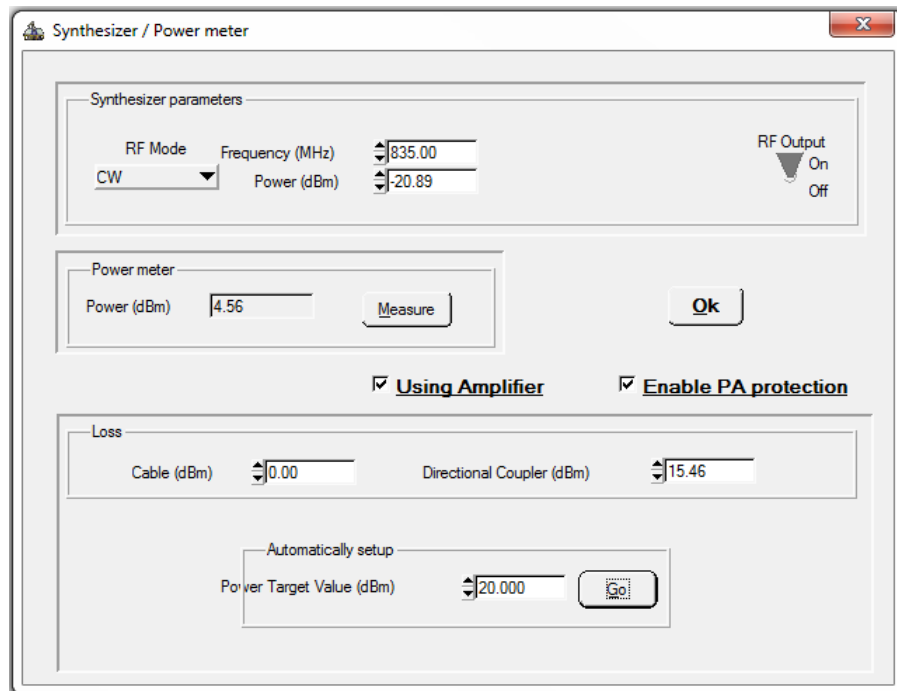 Synthesizer / Power meter
Synthesizer parameters
RF Mode
Frequency (MHz) 835.00
RF Output
CW
Power (dBm) -20.89
On
Off
Power meter
Power (dBm) 4.56 Measure
Ok
Using Amplifier Enable PA protection
Loss
Cable (dBm) 0.00 Directional Coupler (dBm) 15.46
Automatically setup
Power Target Value (dBm) 20.000 Go